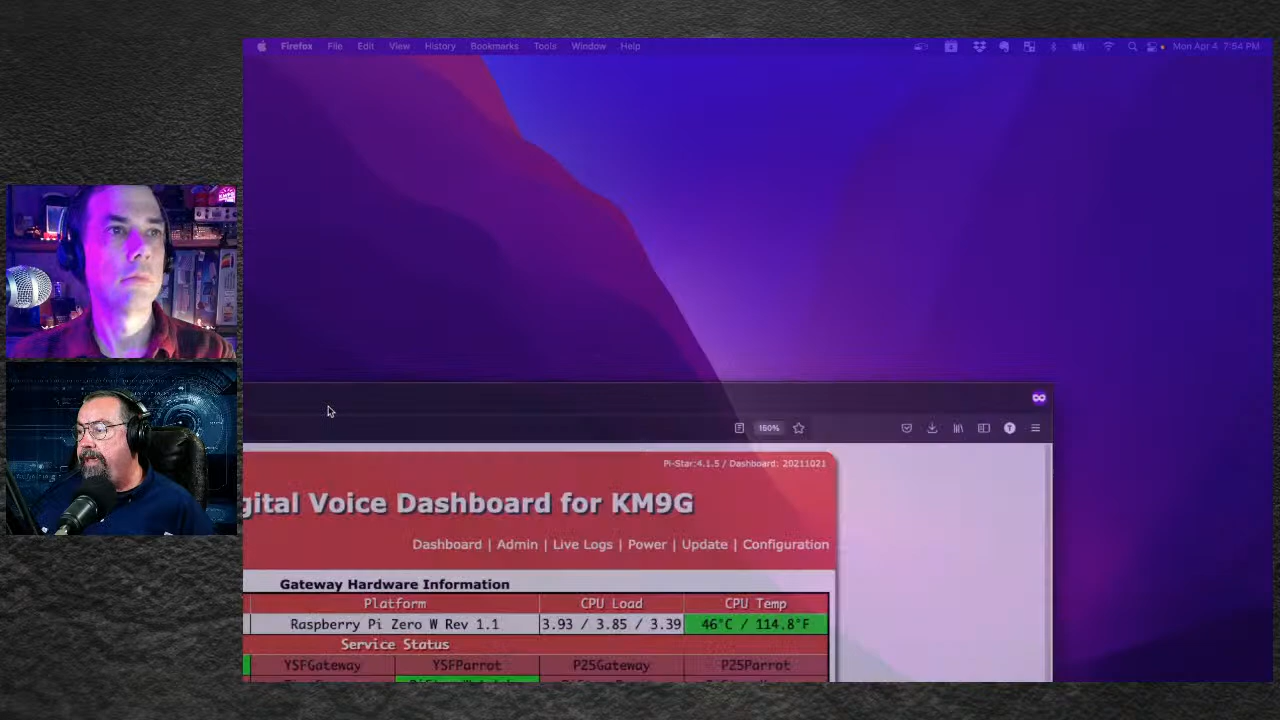 Firefox File Edit View History Bookmarks Tools Window Help Mon Apr 4 7:54 PM
150%
Pi-Star:4.1.5 / Dashboard: 20211021
gital Voice Dashboard for KM9G
Dashboard | Admin | Live Logs | Power | Update | Configuration
Gateway Hardware Information
Platform CPU Load CPU Temp
Raspberry Pi Zero W Rev 1.1 3.93 / 3.85 / 3.39 46°C / 114.8°F
Service Status
YSFGateway YSFParrot P25Gateway P25Parrot